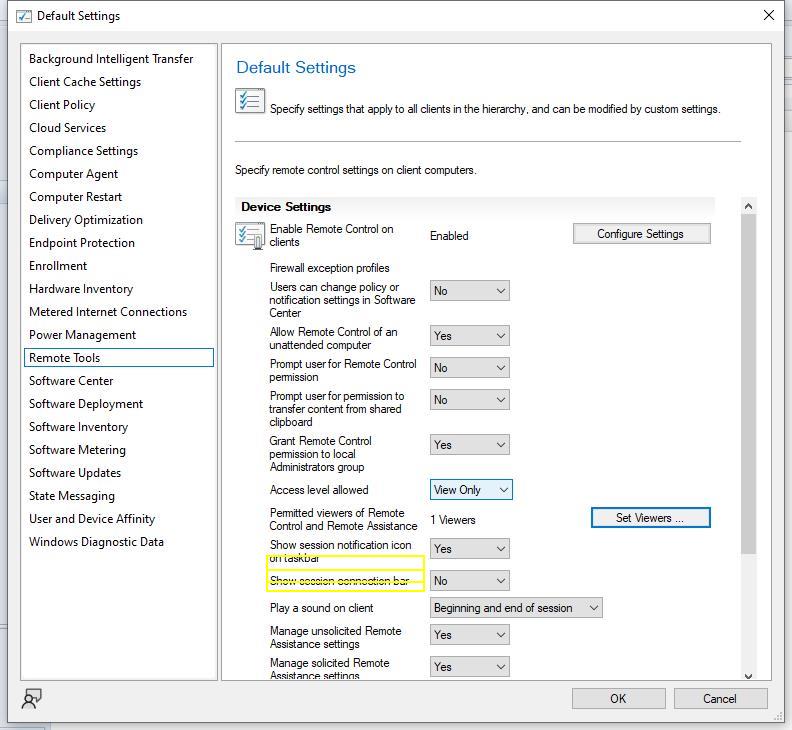 Default Settings
Background Intelligent Transfer
Client Cache Settings
Client Policy
Cloud Services
Compliance Settings
Computer Agent
Computer Restart
Delivery Optimization
Endpoint Protection
Enrollment
Hardware Inventory
Metered Internet Connections
Power Management
Remote Tools
Software Center
Software Deployment
Software Inventory
Software Metering
Software Updates
State Messaging
User and Device Affinity
Windows Diagnostic Data
Default Settings
Specify settings that apply to all clients in the hierarchy, and can be modified by custom settings.
Specify remote control settings on client computers.
Device Settings
Enable Remote Control on
clients
Enabled
Configure Settings
Firewall exception profiles
Users can change policy or
notification settings in Software
Center
No
Allow Remote Control of an
unattended computer
Yes
Prompt user for Remote Control
permission
No
Prompt user for permission to
transfer content from shared
clipboard
No
Grant Remote Control
permission to local
Administrators group
Yes
Access level allowed
View Only
Permitted viewers of Remote
Control and Remote Assistance
1 Viewers
Set Viewers ...
Show session notification icon
on taskbar
Yes
Show session connection bar
No
Play a sound on client
Beginning and end of session
Manage unsolicited Remote
Assistance settings
Yes
Manage solicited Remote
Assistance settings
Yes
OK
Cancel